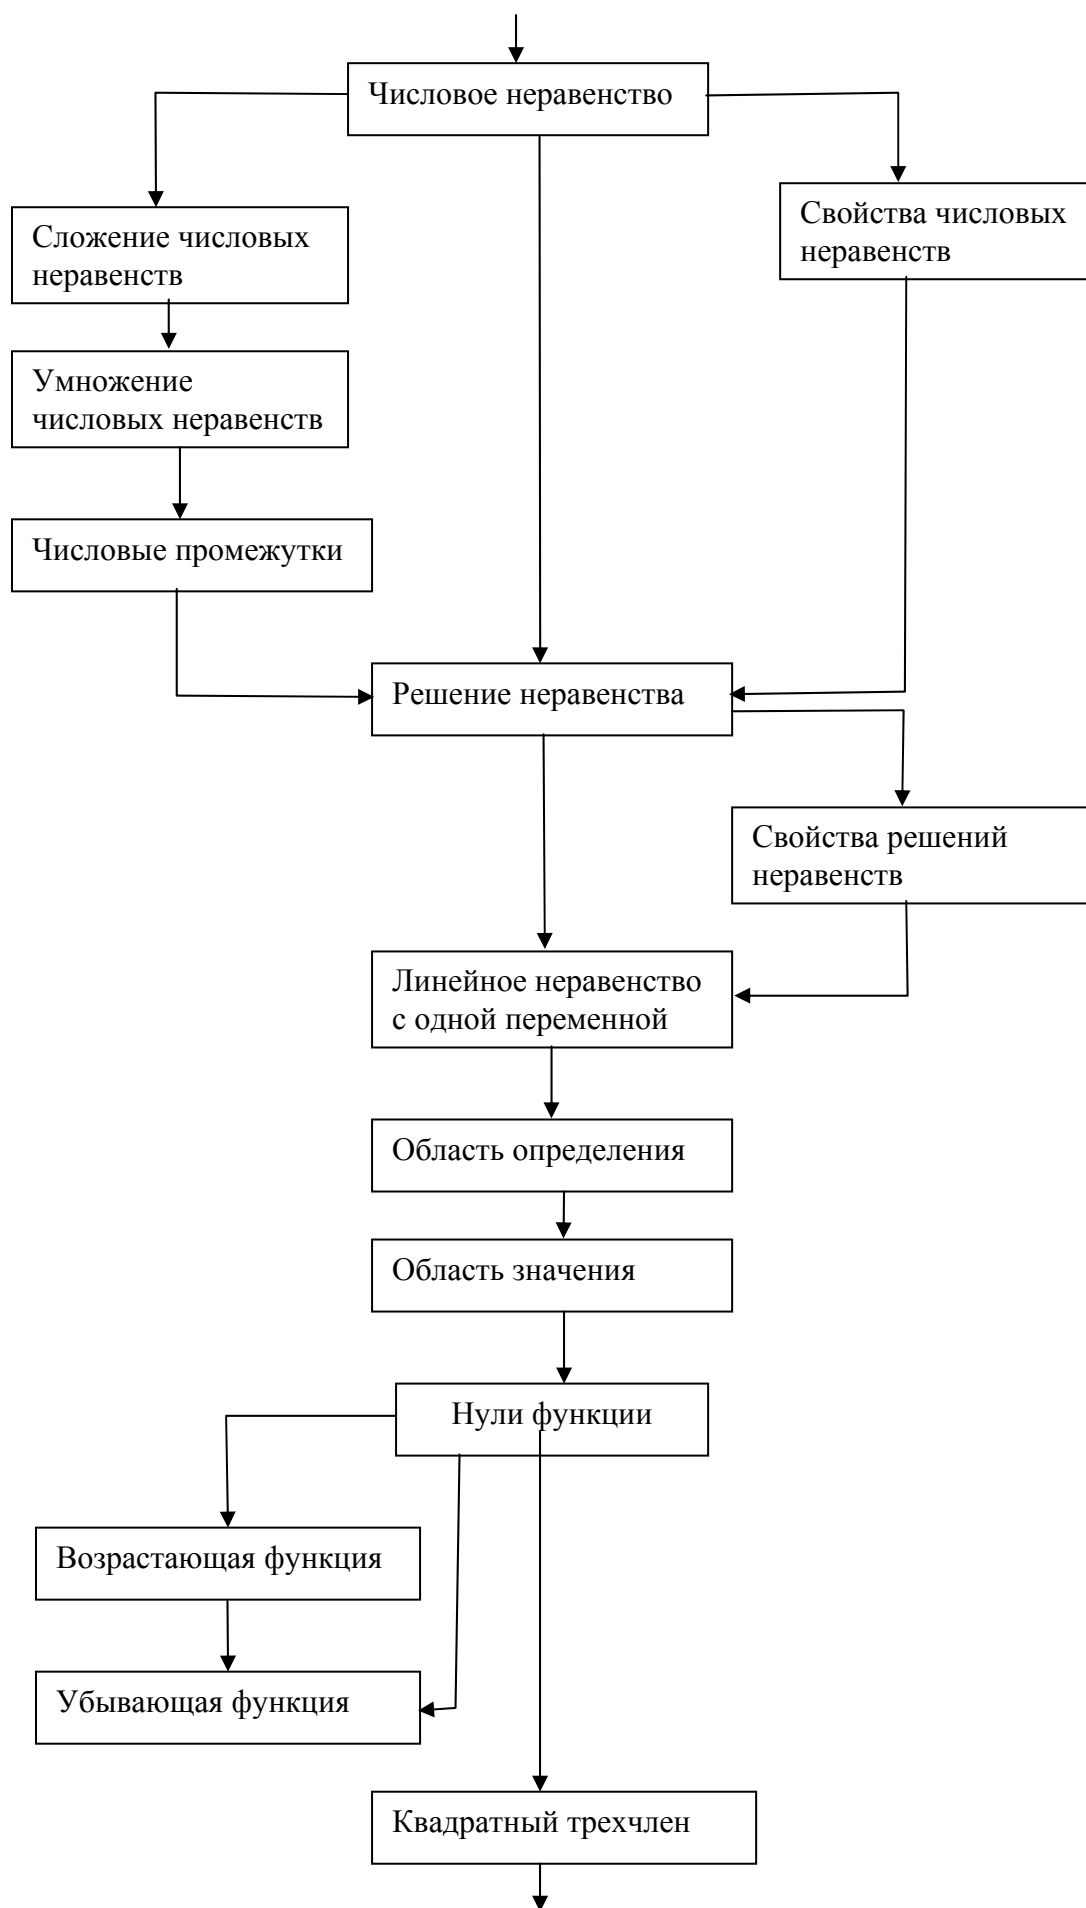 Числовое неравенство
Сложение числовых
неравенств
Свойства числовых
неравенств
Умножение
числовых неравенств
Числовые промежутки
Решение неравенства
Свойства решений
неравенств
Линейное неравенство
с одной переменной
Область определения
Область значения
Нули функции
Возрастающая функция
Убывающая функция
Квадратный трехчлен